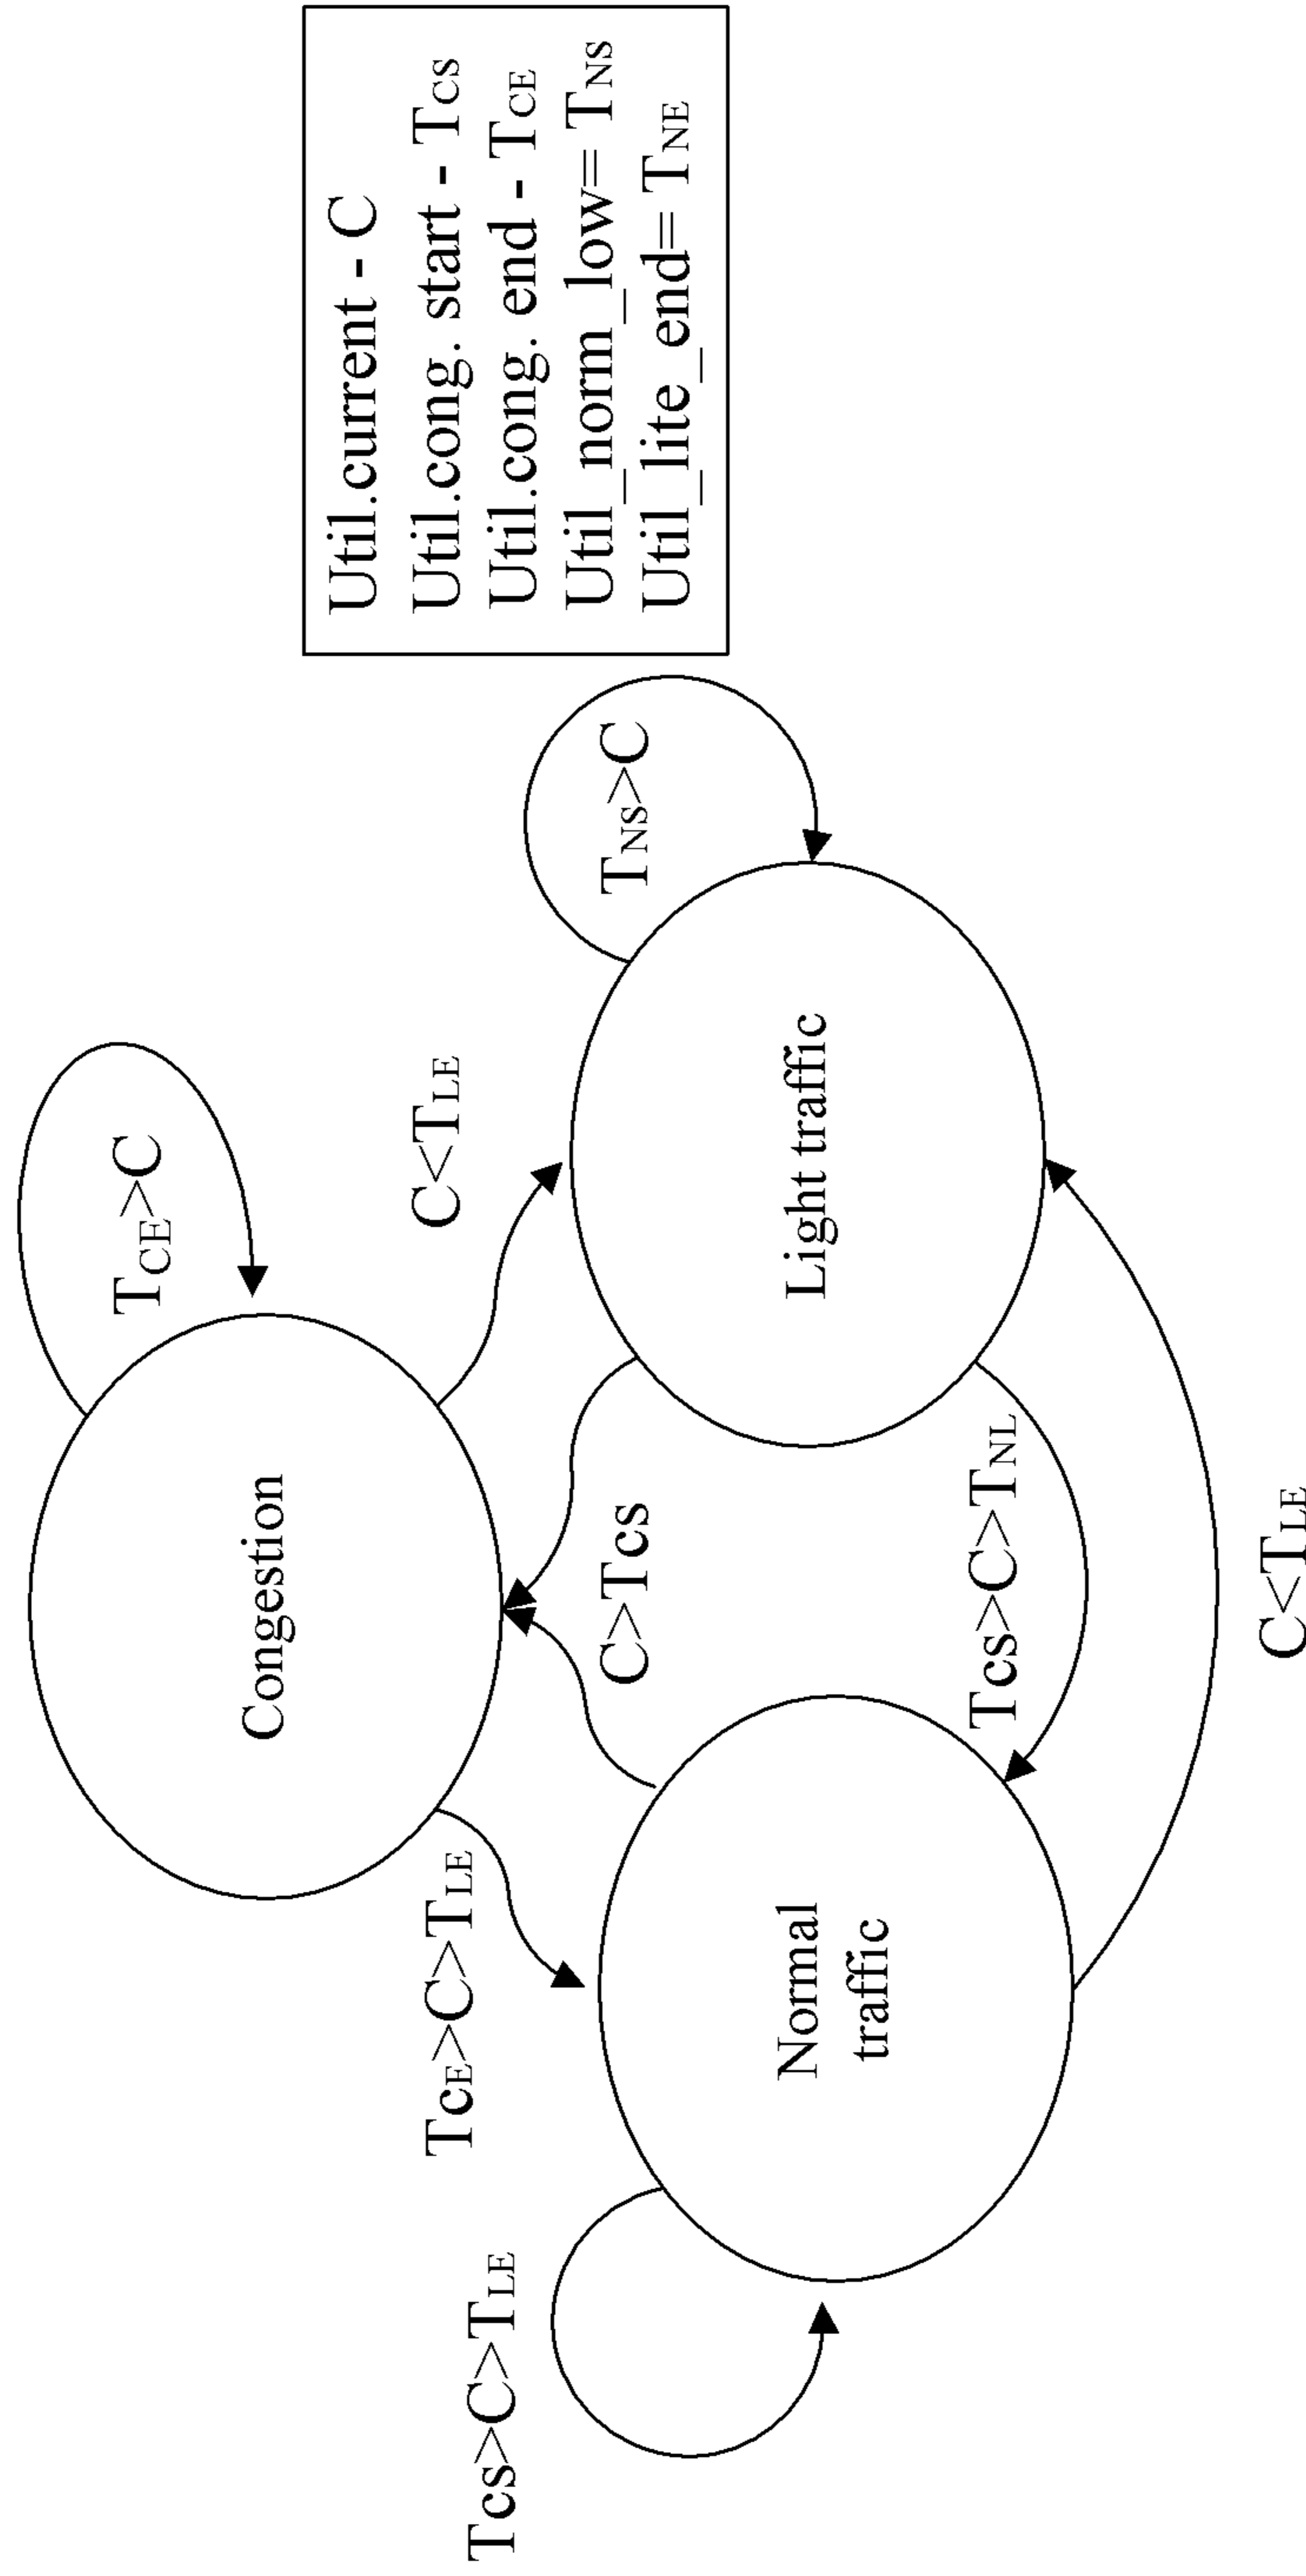 Util.current - C
Util.cong. start - TCS
Util.cong. end - TCE
Util_norm_low= TNS
Util_lite_end= TNE
TCE>C
Congestion
C<TLE
TCE>C>TLE
Tcs>C>TLE
C>Tcs
TNS>C
Normal
traffic
Light traffic
Tcs>C>TNL
C<TLE